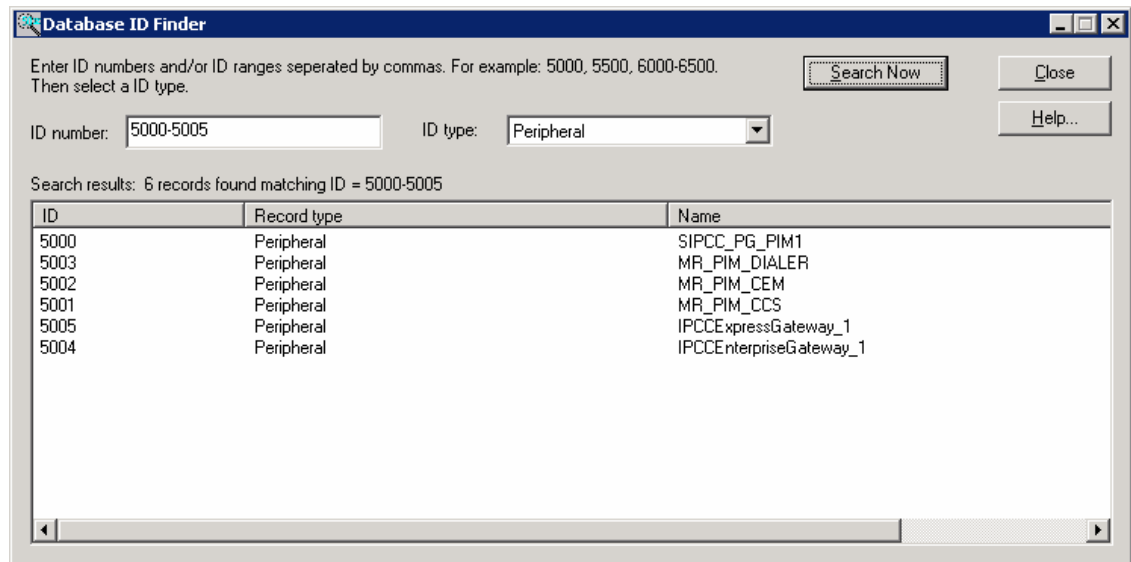 Database ID Finder
Enter ID numbers and/or ID ranges seperated by commas. For example: 5000, 5500, 6000-6500.
Then select a ID type.
Search Now
Close
Help...
ID number: 5000-5005 ID type: Peripheral
Search results: 6 records found matching ID = 5000-5005
ID Record type Name
5000 Peripheral SIPCC_PG_PIM1
5003 Peripheral MR_PIM_DIALER
5002 Peripheral MR_PIM_CEM
5001 Peripheral MR_PIM_CCS
5005 Peripheral IPCCExpressGateway_1
5004 Peripheral IPCCEnterpriseGateway_1